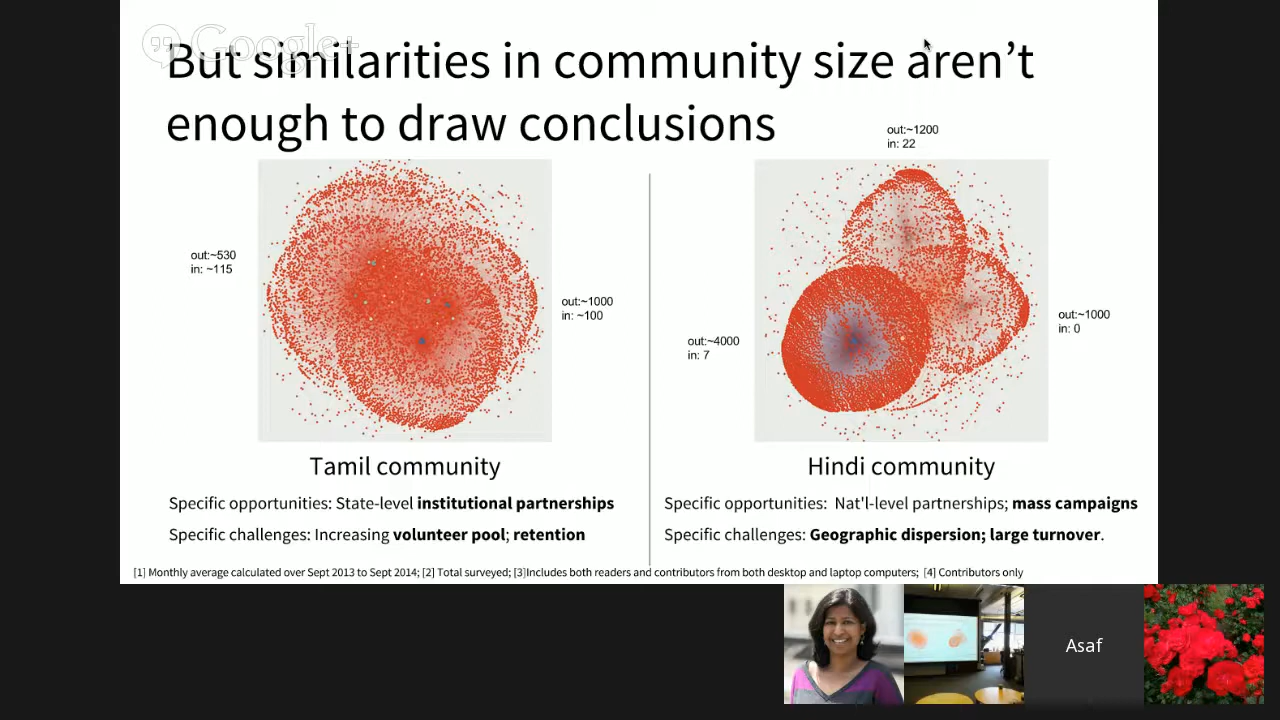 Google+
But similarities in community size aren't
enough to draw conclusions
out:~1200
in: 22
out:~530
in: ~115
out:~1000
in: ~100
out:~4000
in: 7
out:~1000
in: 0
Tamil community
Hindi community
Specific opportunities: State-level institutional partnerships
Specific challenges: Increasing volunteer pool; retention
Specific opportunities: Nat'l-level partnerships; mass campaigns
Specific challenges: Geographic dispersion; large turnover.
[1] Monthly average calculated over Sept 2013 to Sept 2014; [2] Total surveyed; [3]Includes both readers and contributors from both desktop and laptop computers; [4] Contributors only
Asaf